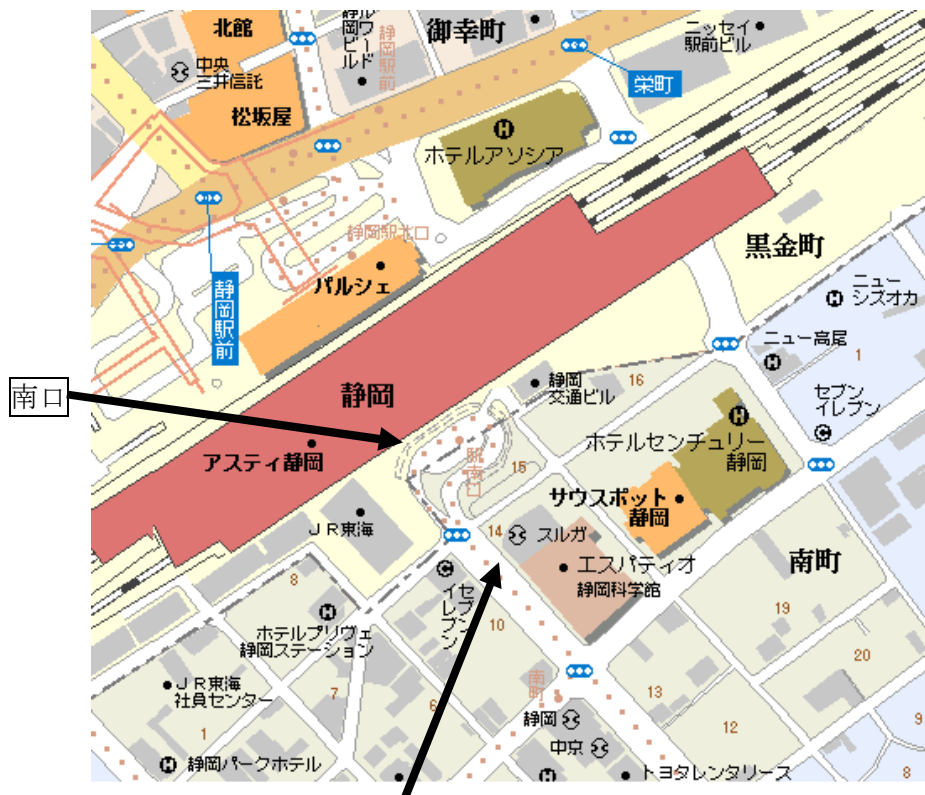 北館
静
岡
ビ
ル
ルワード
御幸町
ニッセイ
駅前ビル
中央
三井信託
静岡駅前
栄町
松坂屋
ホテルアソシア
静岡駅北口
黒金町
パルシェ
静岡駅前
ニュー
シズオカ
ニュー高尾
1
静岡
交通ビル
16
南口
静岡
セブン
イレブン
ホテルセンチュリー
静岡
アスティ静岡
駅南口
15
サウスポット
静岡
JR東海
14
スルガ
エスパティオ
静岡科学館
南町
8
セブン
イレブン
10
19
ホテルプリヴェ
静岡ステーション
20
JR東海
社員センター
7
6
南町
13
12
9
静岡
1
中京
静岡パークホテル
トヨタレンタリース
8